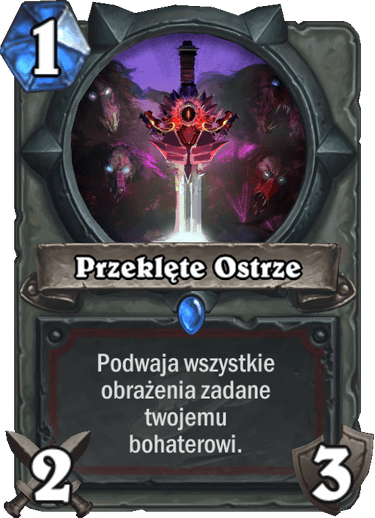 1
Przeklęte Ostrze
Podwaja wszystkie
obrażenia zadane
twojemu
bohaterowi.
2
3